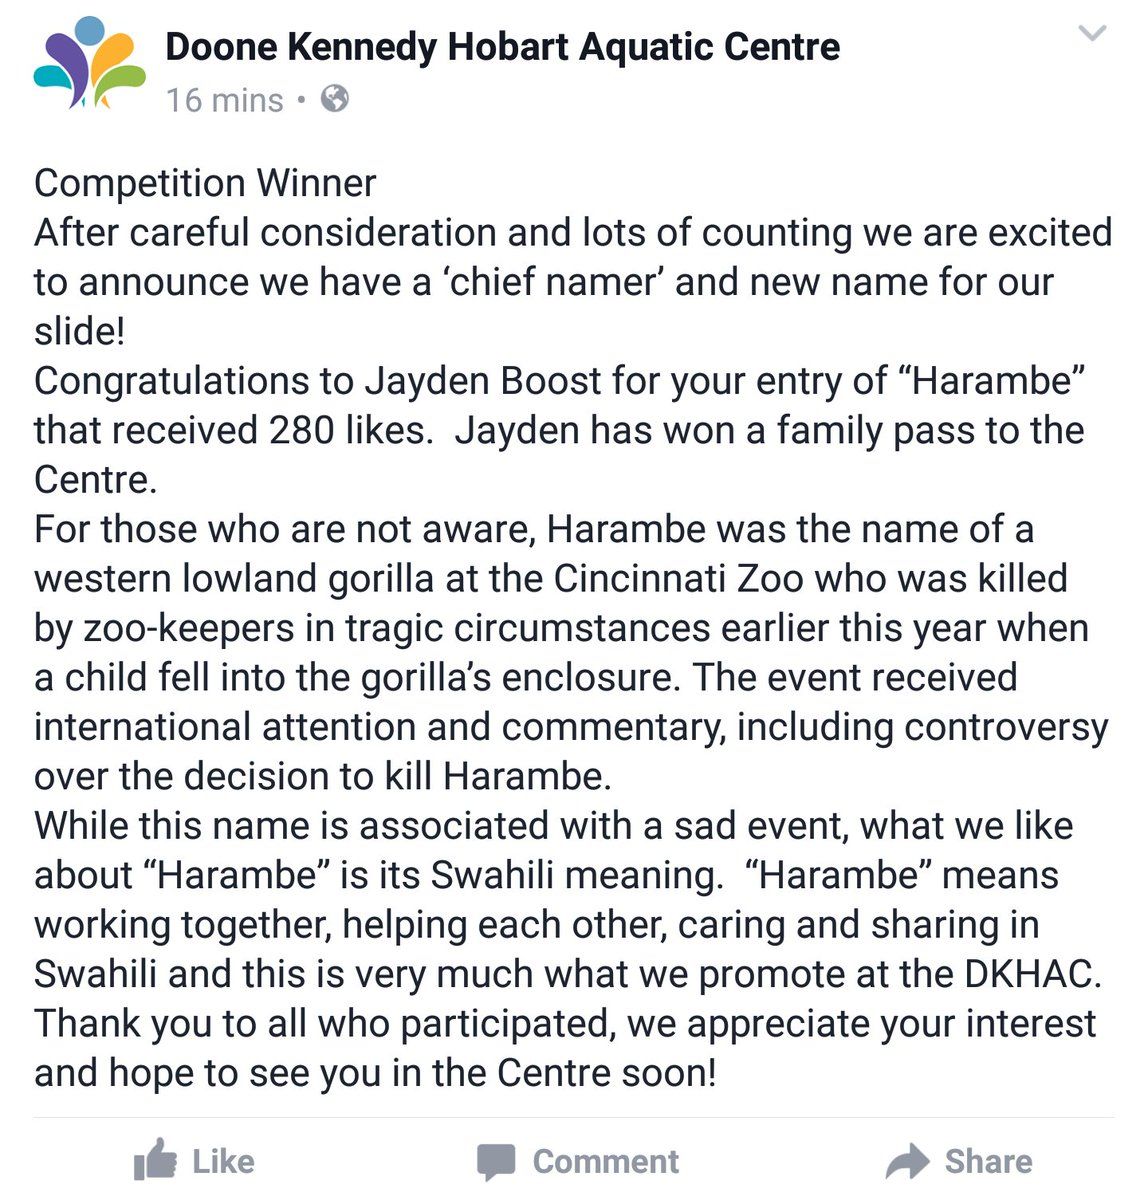 Doone Kennedy Hobart Aquatic Centre
16 mins •
Competition Winner
After careful consideration and lots of counting we are excited
to announce we have a ‘chief namer’ and new name for our
slide!
Congratulations to Jayden Boost for your entry of “Harambe”
that received 280 likes.  Jayden has won a family pass to the
Centre.
For those who are not aware, Harambe was the name of a
western lowland gorilla at the Cincinnati Zoo who was killed
by zoo-keepers in tragic circumstances earlier this year when
a child fell into the gorilla’s enclosure. The event received
international attention and commentary, including controversy
over the decision to kill Harambe.
While this name is associated with a sad event, what we like
about “Harambe” is its Swahili meaning.  “Harambe” means
working together, helping each other, caring and sharing in
Swahili and this is very much what we promote at the DKHAC.
Thank you to all who participated, we appreciate your interest
and hope to see you in the Centre soon!
Like Comment Share